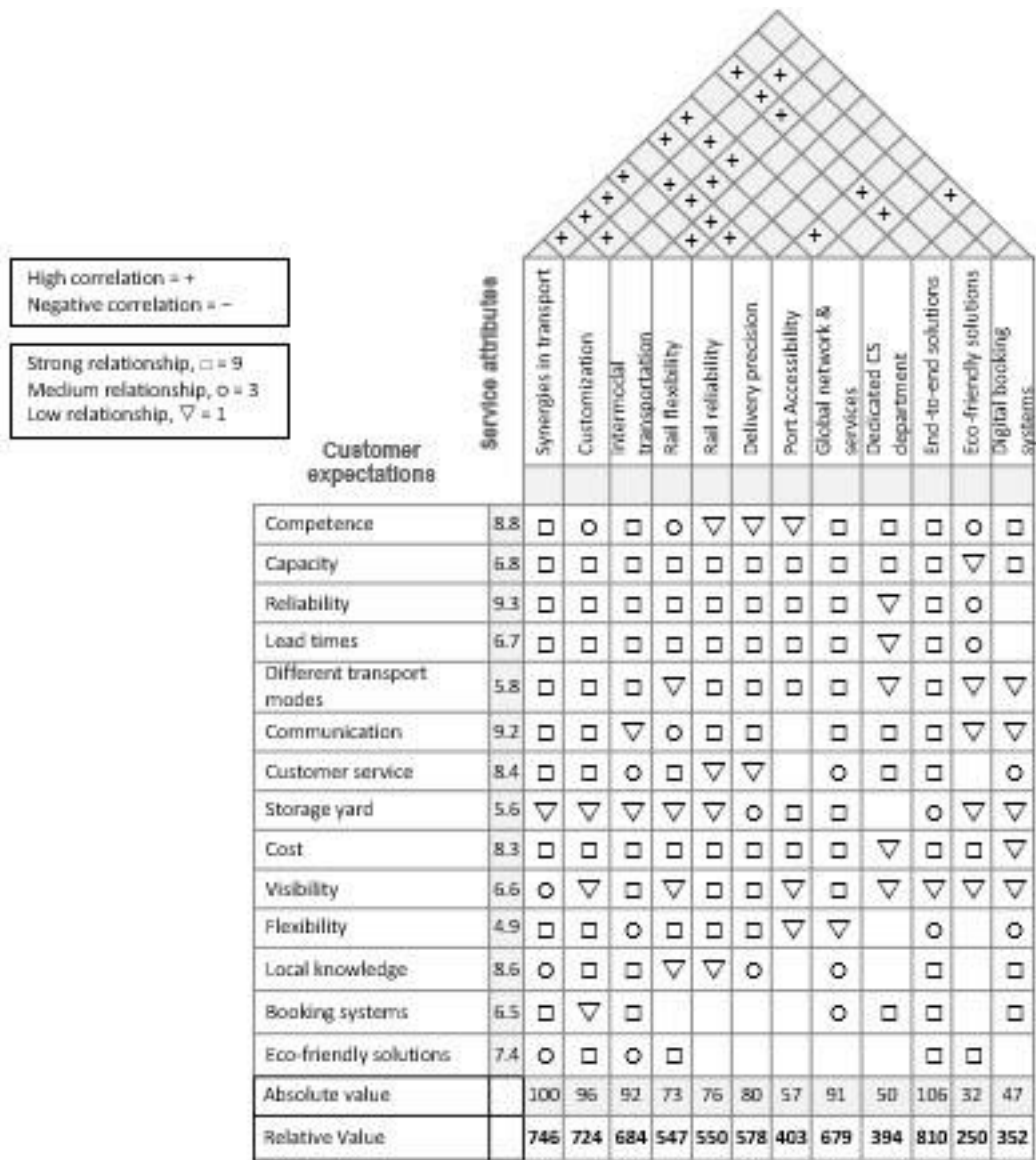 High correlation = +
Negative correlation = −
Strong relationship, □ = 9
Medium relationship, o = 3
Low relationship, ▽ = 1
Customer
expectations
Service attributes
Synergies in transport
Customization
intermodal
transportation
Rail flexibility
Rail reliability
Delivery precision
Port Accessibility
Global network &
services
Dedicated CS
department
End-to-end solutions
Eco-friendly solutions
Digital booking
systems
Competence 8.8 □ o □ o ▽ ▽ ▽ □ □ □ o □
Capacity 6.8 □ □ □ □ □ □ □ □ □ □ ▽ □
Reliability 9.3 □ □ □ □ □ □ □ □ ▽ □ o
Lead times 6.7 □ □ □ □ □ □ □ □ ▽ □ o
Different transport
modes 5.8 □ □ □ ▽ □ □ □ □ ▽ □ ▽ ▽
Communication 9.2 □ □ ▽ o □ □ □ □ □ ▽ ▽
Customer service 8.4 □ □ o □ ▽ ▽ o □ □ o
Storage yard 5.6 ▽ ▽ ▽ ▽ ▽ o □ □ o ▽ ▽
Cost 8.3 □ □ □ □ □ □ □ □ ▽ □ □ ▽
Visibility 6.6 o ▽ □ ▽ □ □ ▽ □ ▽ ▽ ▽ ▽
Flexibility 4.9 □ □ o □ □ □ ▽ ▽ o o
Local knowledge 8.6 o □ □ ▽ ▽ o o □ □
Booking systems 6.5 □ ▽ □ o □ □ □
Eco-friendly solutions 7.4 o □ o □ □ □
Absolute value 100 96 92 73 76 80 57 91 50 106 32 47
Relative Value 746 724 684 547 550 578 403 679 394 810 250 352